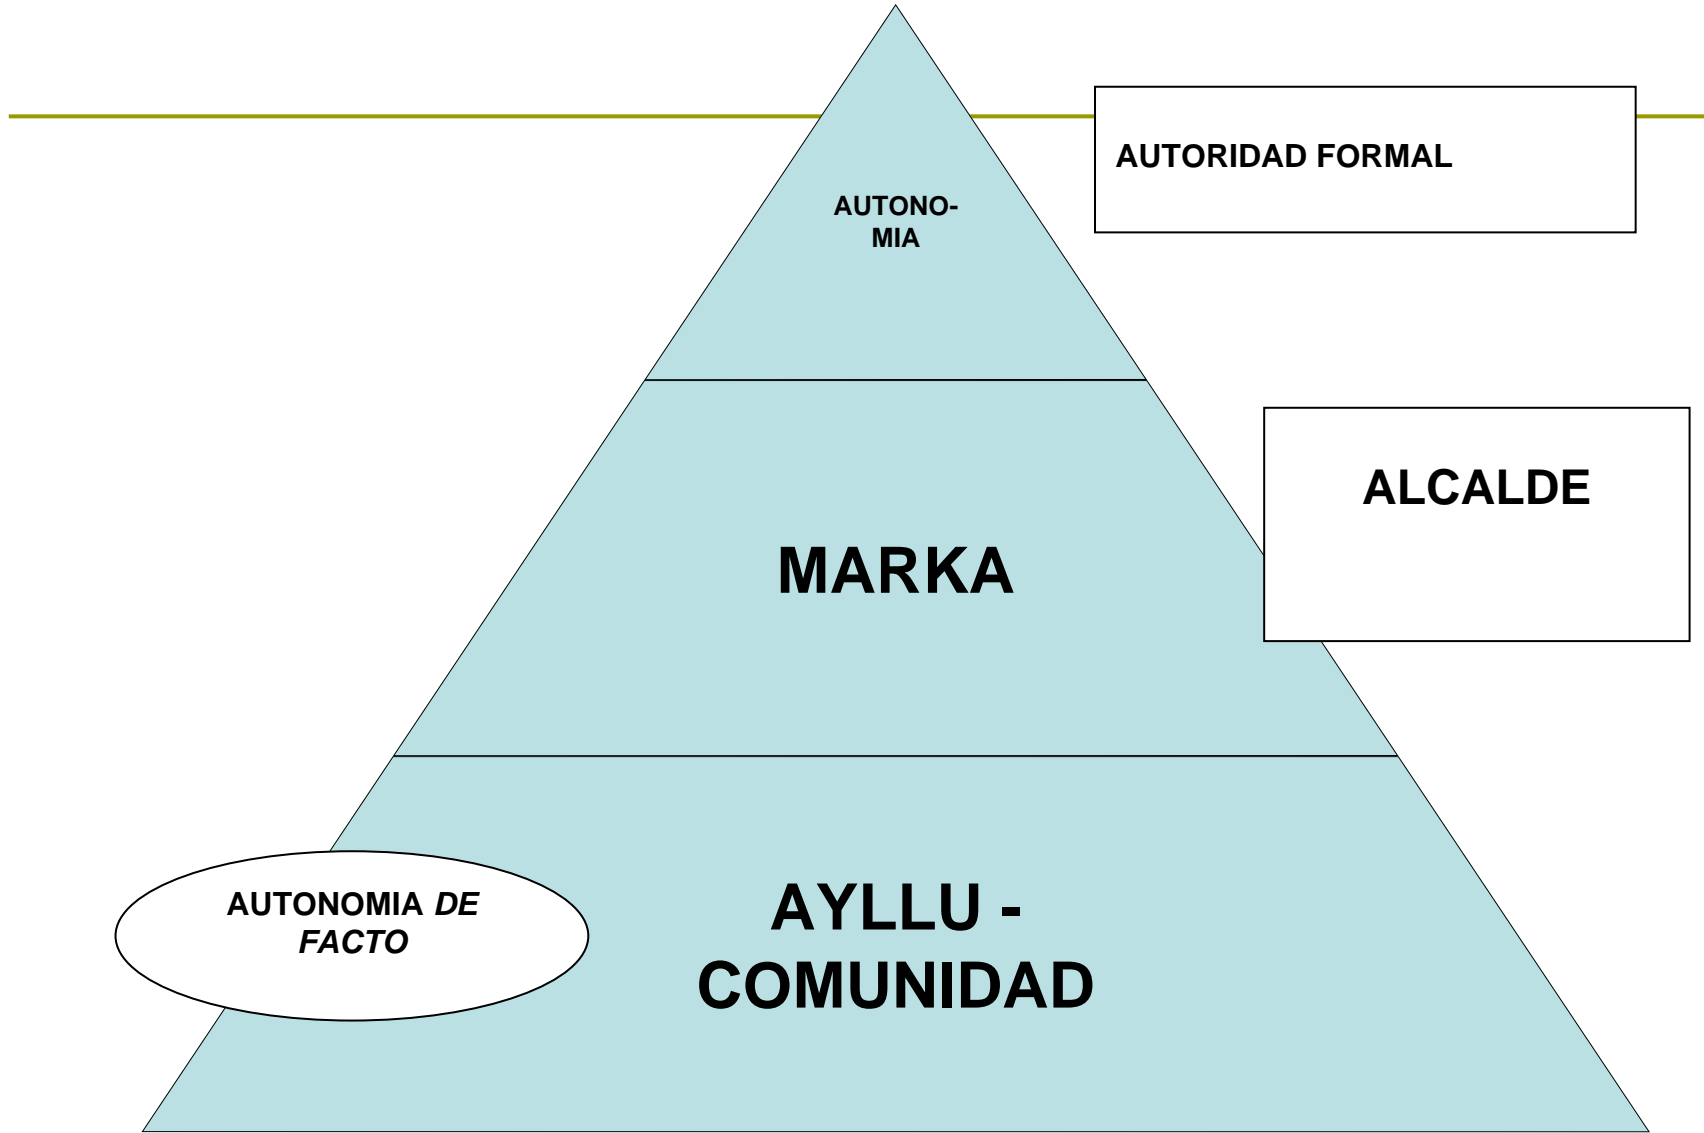 AUTORIDAD FORMAL
AUTONO-
MIA
ALCALDE
MARKA
AUTONOMIA DE
FACTO
AYLLU -
COMUNIDAD